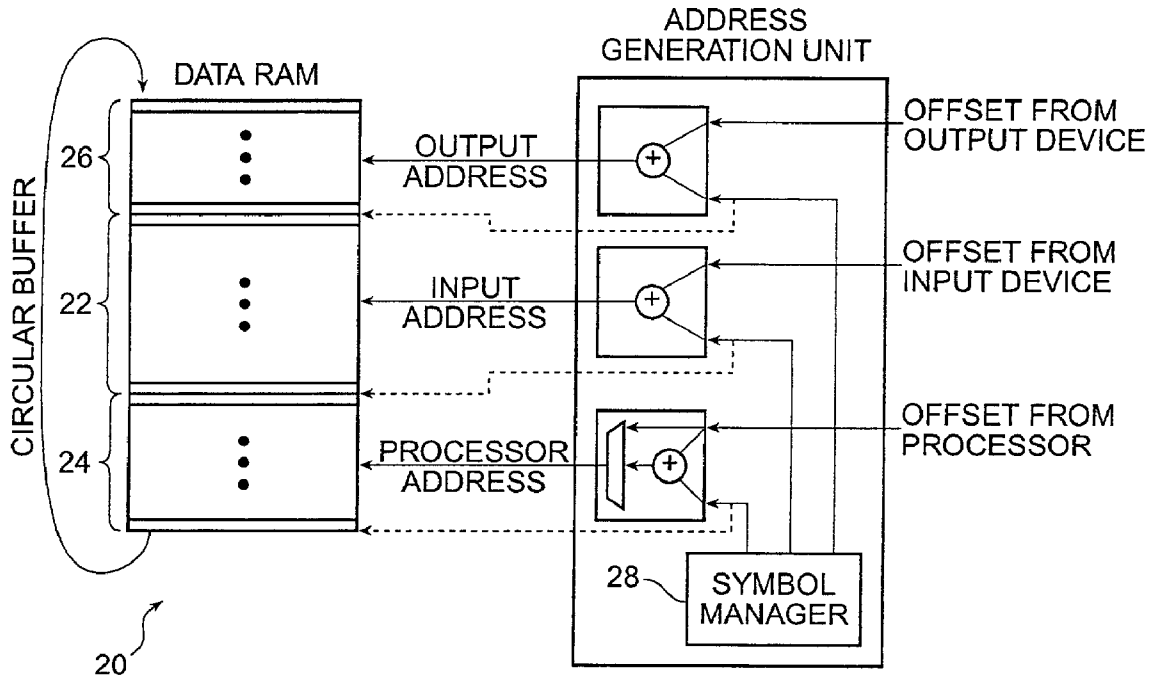 ADDRESS
GENERATION UNIT
DATA RAM
OFFSET FROM
OUTPUT DEVICE
26
OUTPUT
ADDRESS
+
OFFSET FROM
INPUT DEVICE
CIRCULAR BUFFER
22
INPUT
ADDRESS
+
OFFSET FROM
PROCESSOR
24
PROCESSOR
ADDRESS
+
28
SYMBOL
MANAGER
20